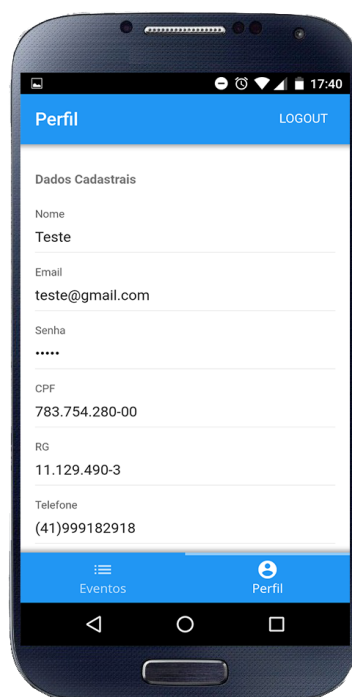 17:40
Perfil
LOGOUT
Dados Cadastrais
Nome
Teste
Email
teste@gmail.com
Senha
•••••
CPF
783.754.280-00
RG
11.129.490-3
Telefone
(41)999182918
Eventos
Perfil